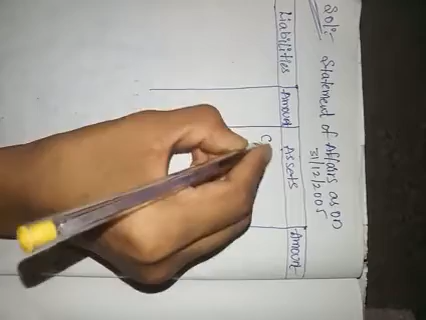 Sol:- Statement of Affairs as on
31/12/2005
Liabilities Amount Assets Amount
C